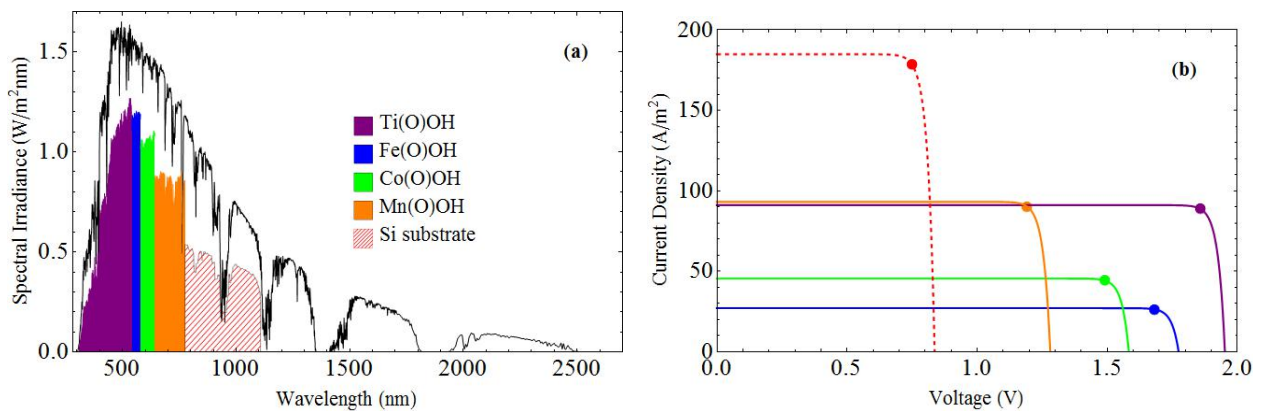 (a)
Spectral Irradiance (W/m²nm)
1.5
1.0
0.5
0.0
Ti(O)OH
Fe(O)OH
Co(O)OH
Mn(O)OH
Si substrate
500 1000 1500 2000 2500
Wavelength (nm)
(b)
Current Density (A/m²)
200
150
100
50
0
0.0 0.5 1.0 1.5 2.0
Voltage (V)